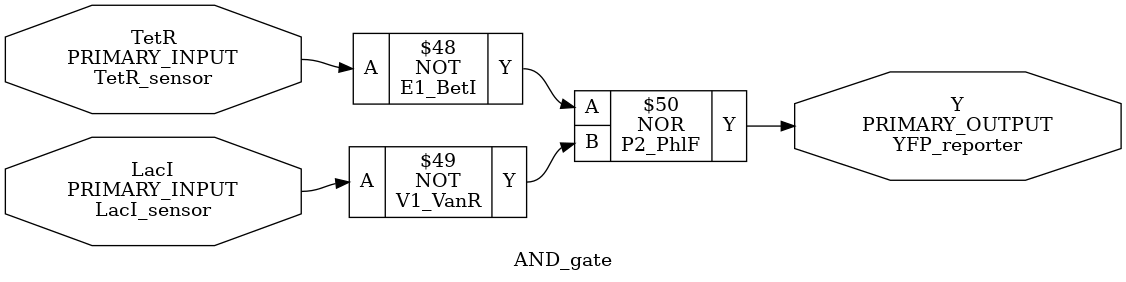 TetR
PRIMARY_INPUT
TetR_sensor
A
$48
NOT
E1_BetI
Y
LacI
PRIMARY_INPUT
LacI_sensor
A
$49
NOT
V1_VanR
Y
A
B
$50
NOR
P2_PhlF
Y
Y
PRIMARY_OUTPUT
YFP_reporter
AND_gate